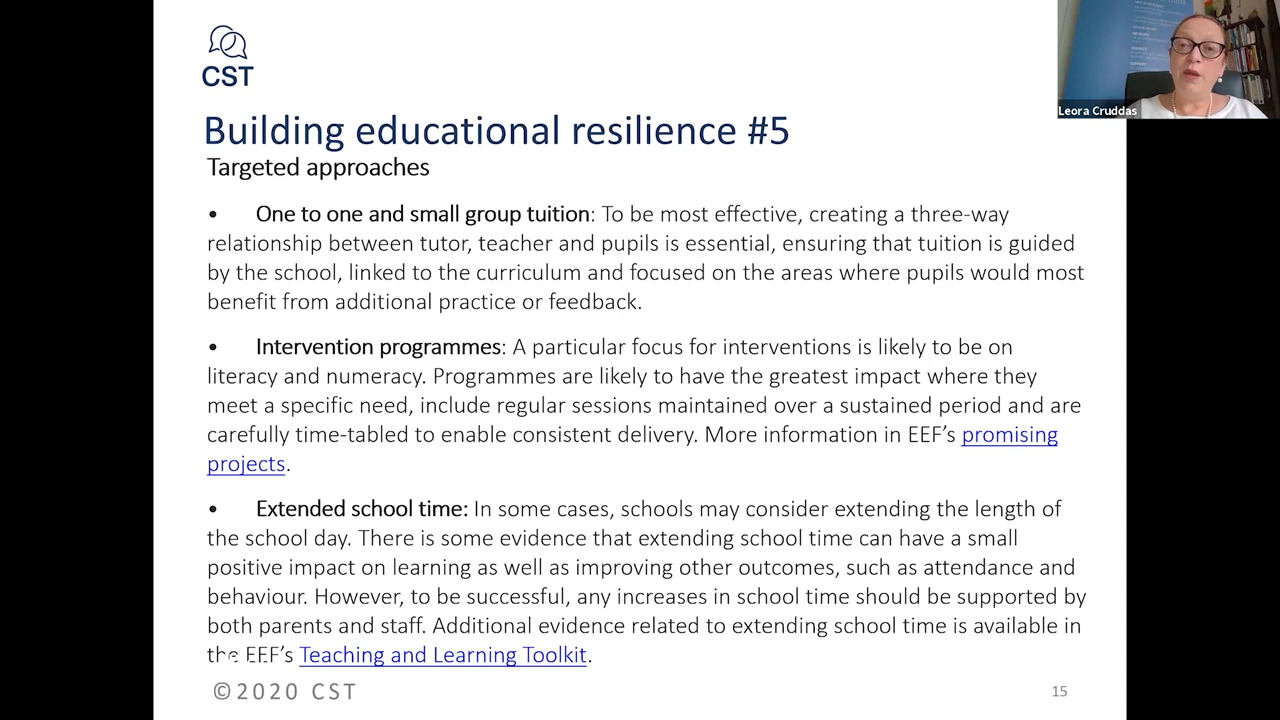 CST
Building educational resilience #5
Targeted approaches
• One to one and small group tuition: To be most effective, creating a three-way
relationship between tutor, teacher and pupils is essential, ensuring that tuition is guided
by the school, linked to the curriculum and focused on the areas where pupils would most
benefit from additional practice or feedback.
• Intervention programmes: A particular focus for interventions is likely to be on
literacy and numeracy. Programmes are likely to have the greatest impact where they
meet a specific need, include regular sessions maintained over a sustained period and are
carefully time-tabled to enable consistent delivery. More information in EEF’s promising
projects.
• Extended school time: In some cases, schools may consider extending the length of
the school day. There is some evidence that extending school time can have a small
positive impact on learning as well as improving other outcomes, such as attendance and
behaviour. However, to be successful, any increases in school time should be supported by
both parents and staff. Additional evidence related to extending school time is available in
the EEF’s Teaching and Learning Toolkit.
©2020 CST
15
Leora Cruddas